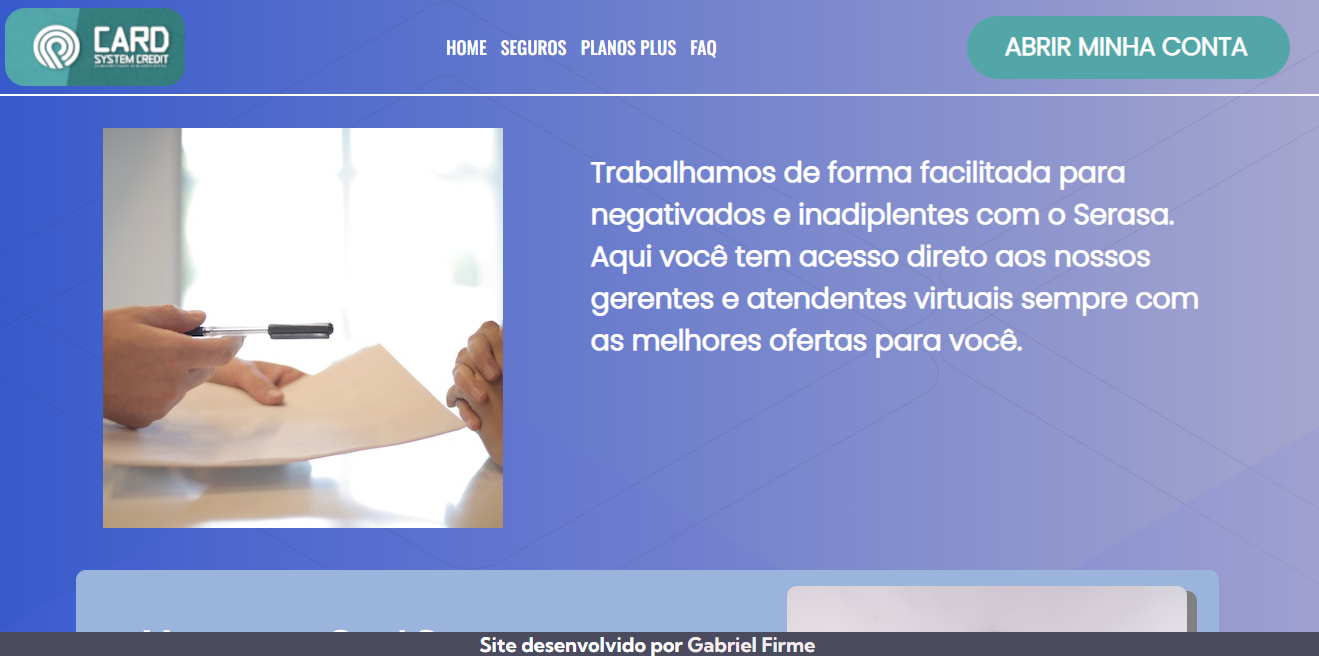 CARD
SYSTEM CREDIT
HOME SEGUROS PLANOS PLUS FAQ
ABRIR MINHA CONTA
Trabalhamos de forma facilitada para
negativados e inadiplentes com o Serasa.
Aqui você tem acesso direto aos nossos
gerentes e atendentes virtuais sempre com
as melhores ofertas para você.
Site desenvolvido por Gabriel Firme